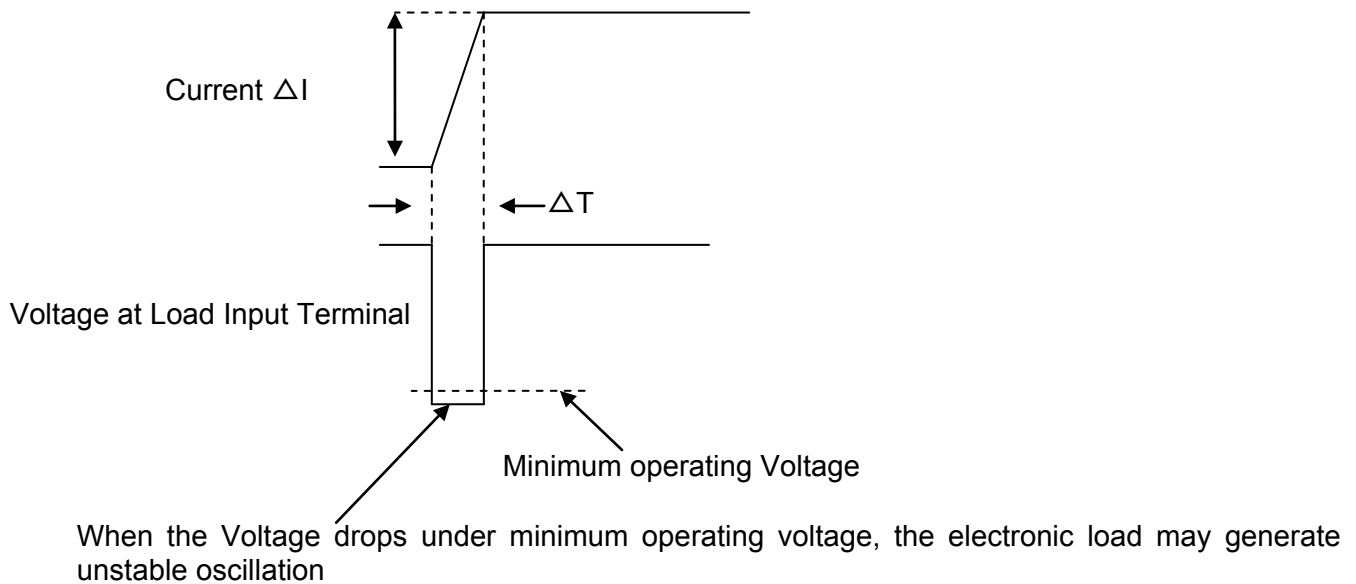 Current △I
△T
Voltage at Load Input Terminal
Minimum operating Voltage
When the Voltage drops under minimum operating voltage, the electronic load may generate
unstable oscillation